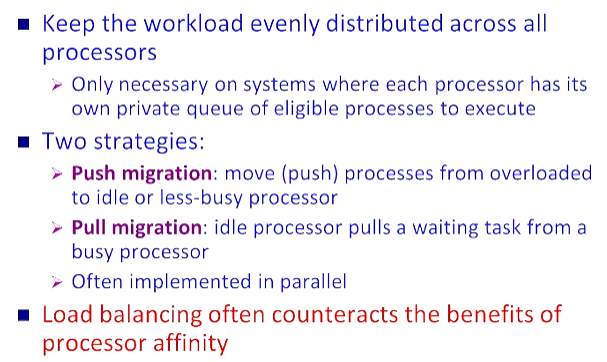 ■ Keep the workload evenly distributed across all
processors
➢ Only necessary on systems where each processor has its
own private queue of eligible processes to execute
■ Two strategies:
➢ Push migration: move (push) processes from overloaded
to idle or less-busy processor
➢ Pull migration: idle processor pulls a waiting task from a
busy processor
➢ Often implemented in parallel
■ Load balancing often counteracts the benefits of
processor affinity